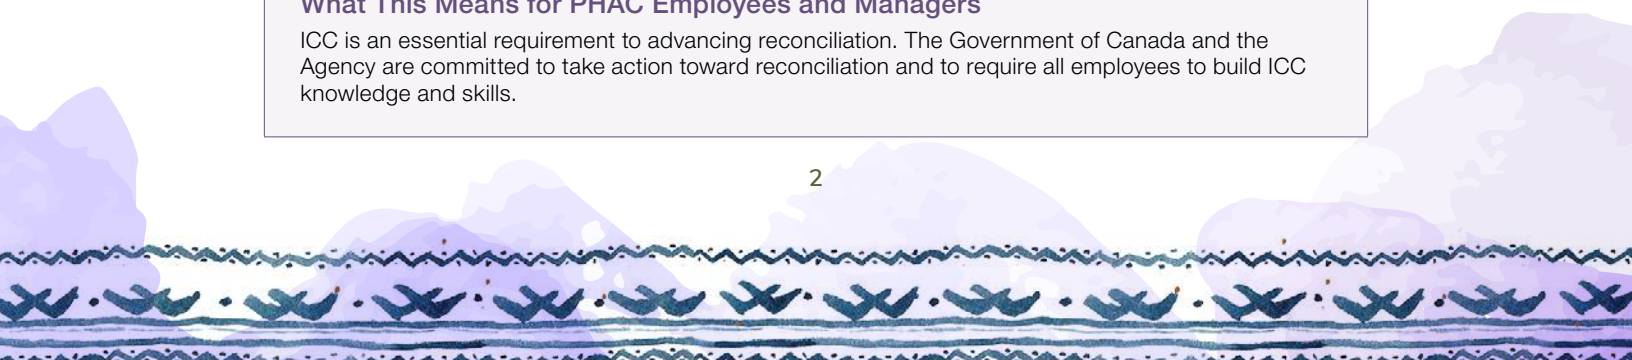 What This Means for PHAC Employees and Managers
ICC is an essential requirement to advancing reconciliation. The Government of Canada and the
Agency are committed to take action toward reconciliation and to require all employees to build ICC
knowledge and skills.
2